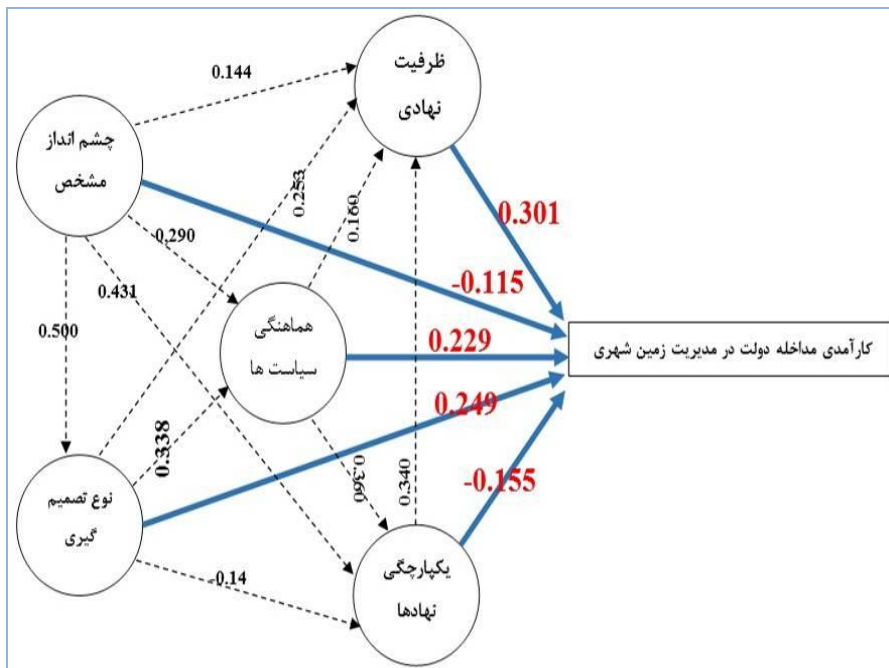 ظرفیت
نهادی
0.144
چشم انداز
مشخص
0.253
0.160
0.301
0.290
-0.115
0.431
0.500
هماهنگی
سیاست ها
0.229
کارآمدی مداخله دولت در مدیریت زمین شهری
0.249
0.338
0.360
0.340
-0.155
نوع تصمیم
گیری
-0.14
یکپارچگی
نهادها